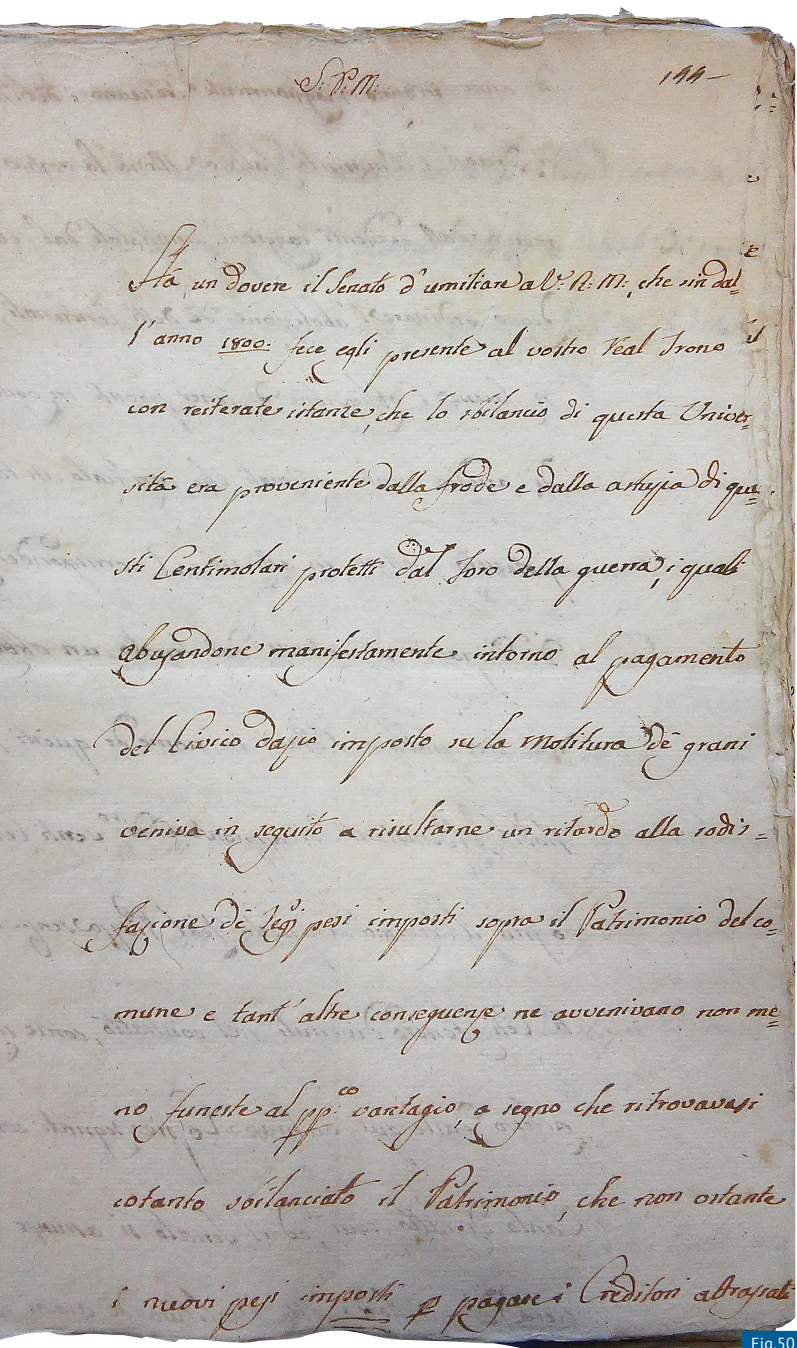 S. P. M. 144
Ha un dovere il Senato d'umiliare a V. R. M., che sin dal=
l'anno 1800. fece egli presente al vostro Real Trono
con reiterate istanze, che lo sbilancio di questa Univer=
sità era proveniente dalla frode e dalla astuzia di que=
sti Centimolari protetti dal foro della guerra, i quali
abusandone manifestamente intorno al pagamento
del Civico dazio imposto su la molitura de' grani
veniva in seguito a risultarne un ritardo alla sodis=
fazione de' Regj pesi imposti sopra il Patrimonio del co=
mune e tant' altre conseguenze ne avvenivano non me=
no funeste al pp.co vantagio, a segno che ritrovavasi
cotanto sbilanciato il Patrimonio, che non ostante
i nuovi pesi imposti p pagare i Creditori atrassati
Fig.50